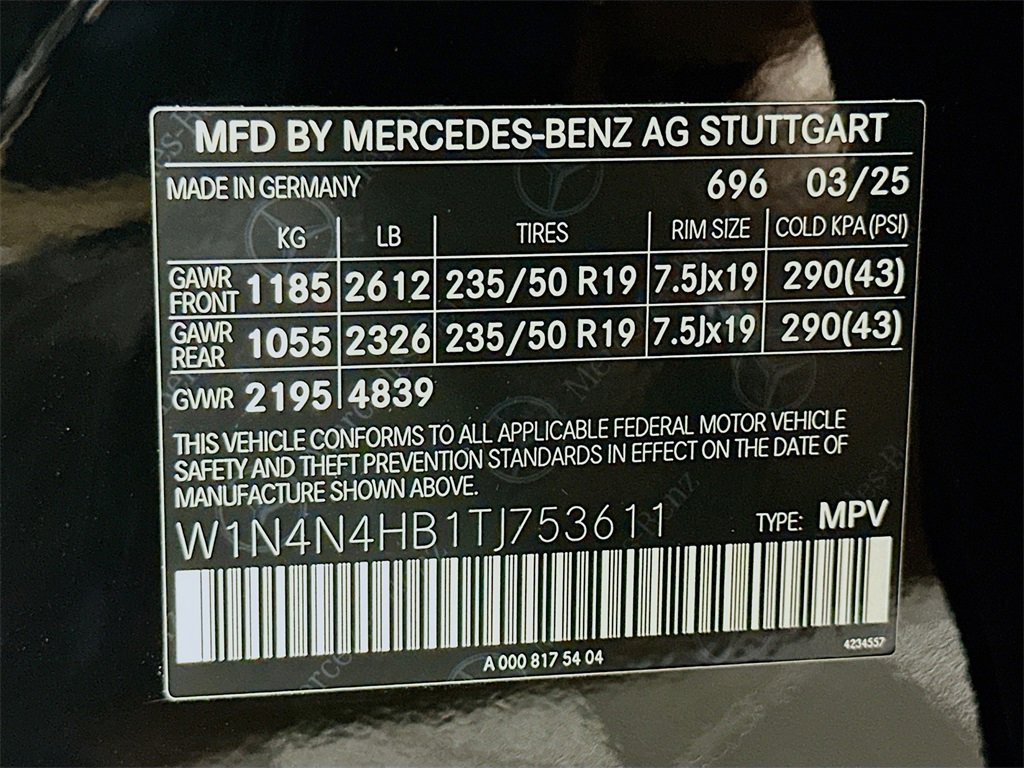 MFD BY MERCEDES-BENZ AG STUTTGART
MADE IN GERMANY 696 03/25
KG LB TIRES RIM SIZE COLD KPA (PSI)
GAWR FRONT 1185 2612 235/50 R19 7.5Jx19 290(43)
GAWR REAR 1055 2326 235/50 R19 7.5Jx19 290(43)
GVWR 2195 4839
THIS VEHICLE CONFORMS TO ALL APPLICABLE FEDERAL MOTOR VEHICLE
SAFETY AND THEFT PREVENTION STANDARDS IN EFFECT ON THE DATE OF
MANUFACTURE SHOWN ABOVE.
W1N4N4HB1TJ753611 TYPE: MPV
4234557
A 000 817 54 04